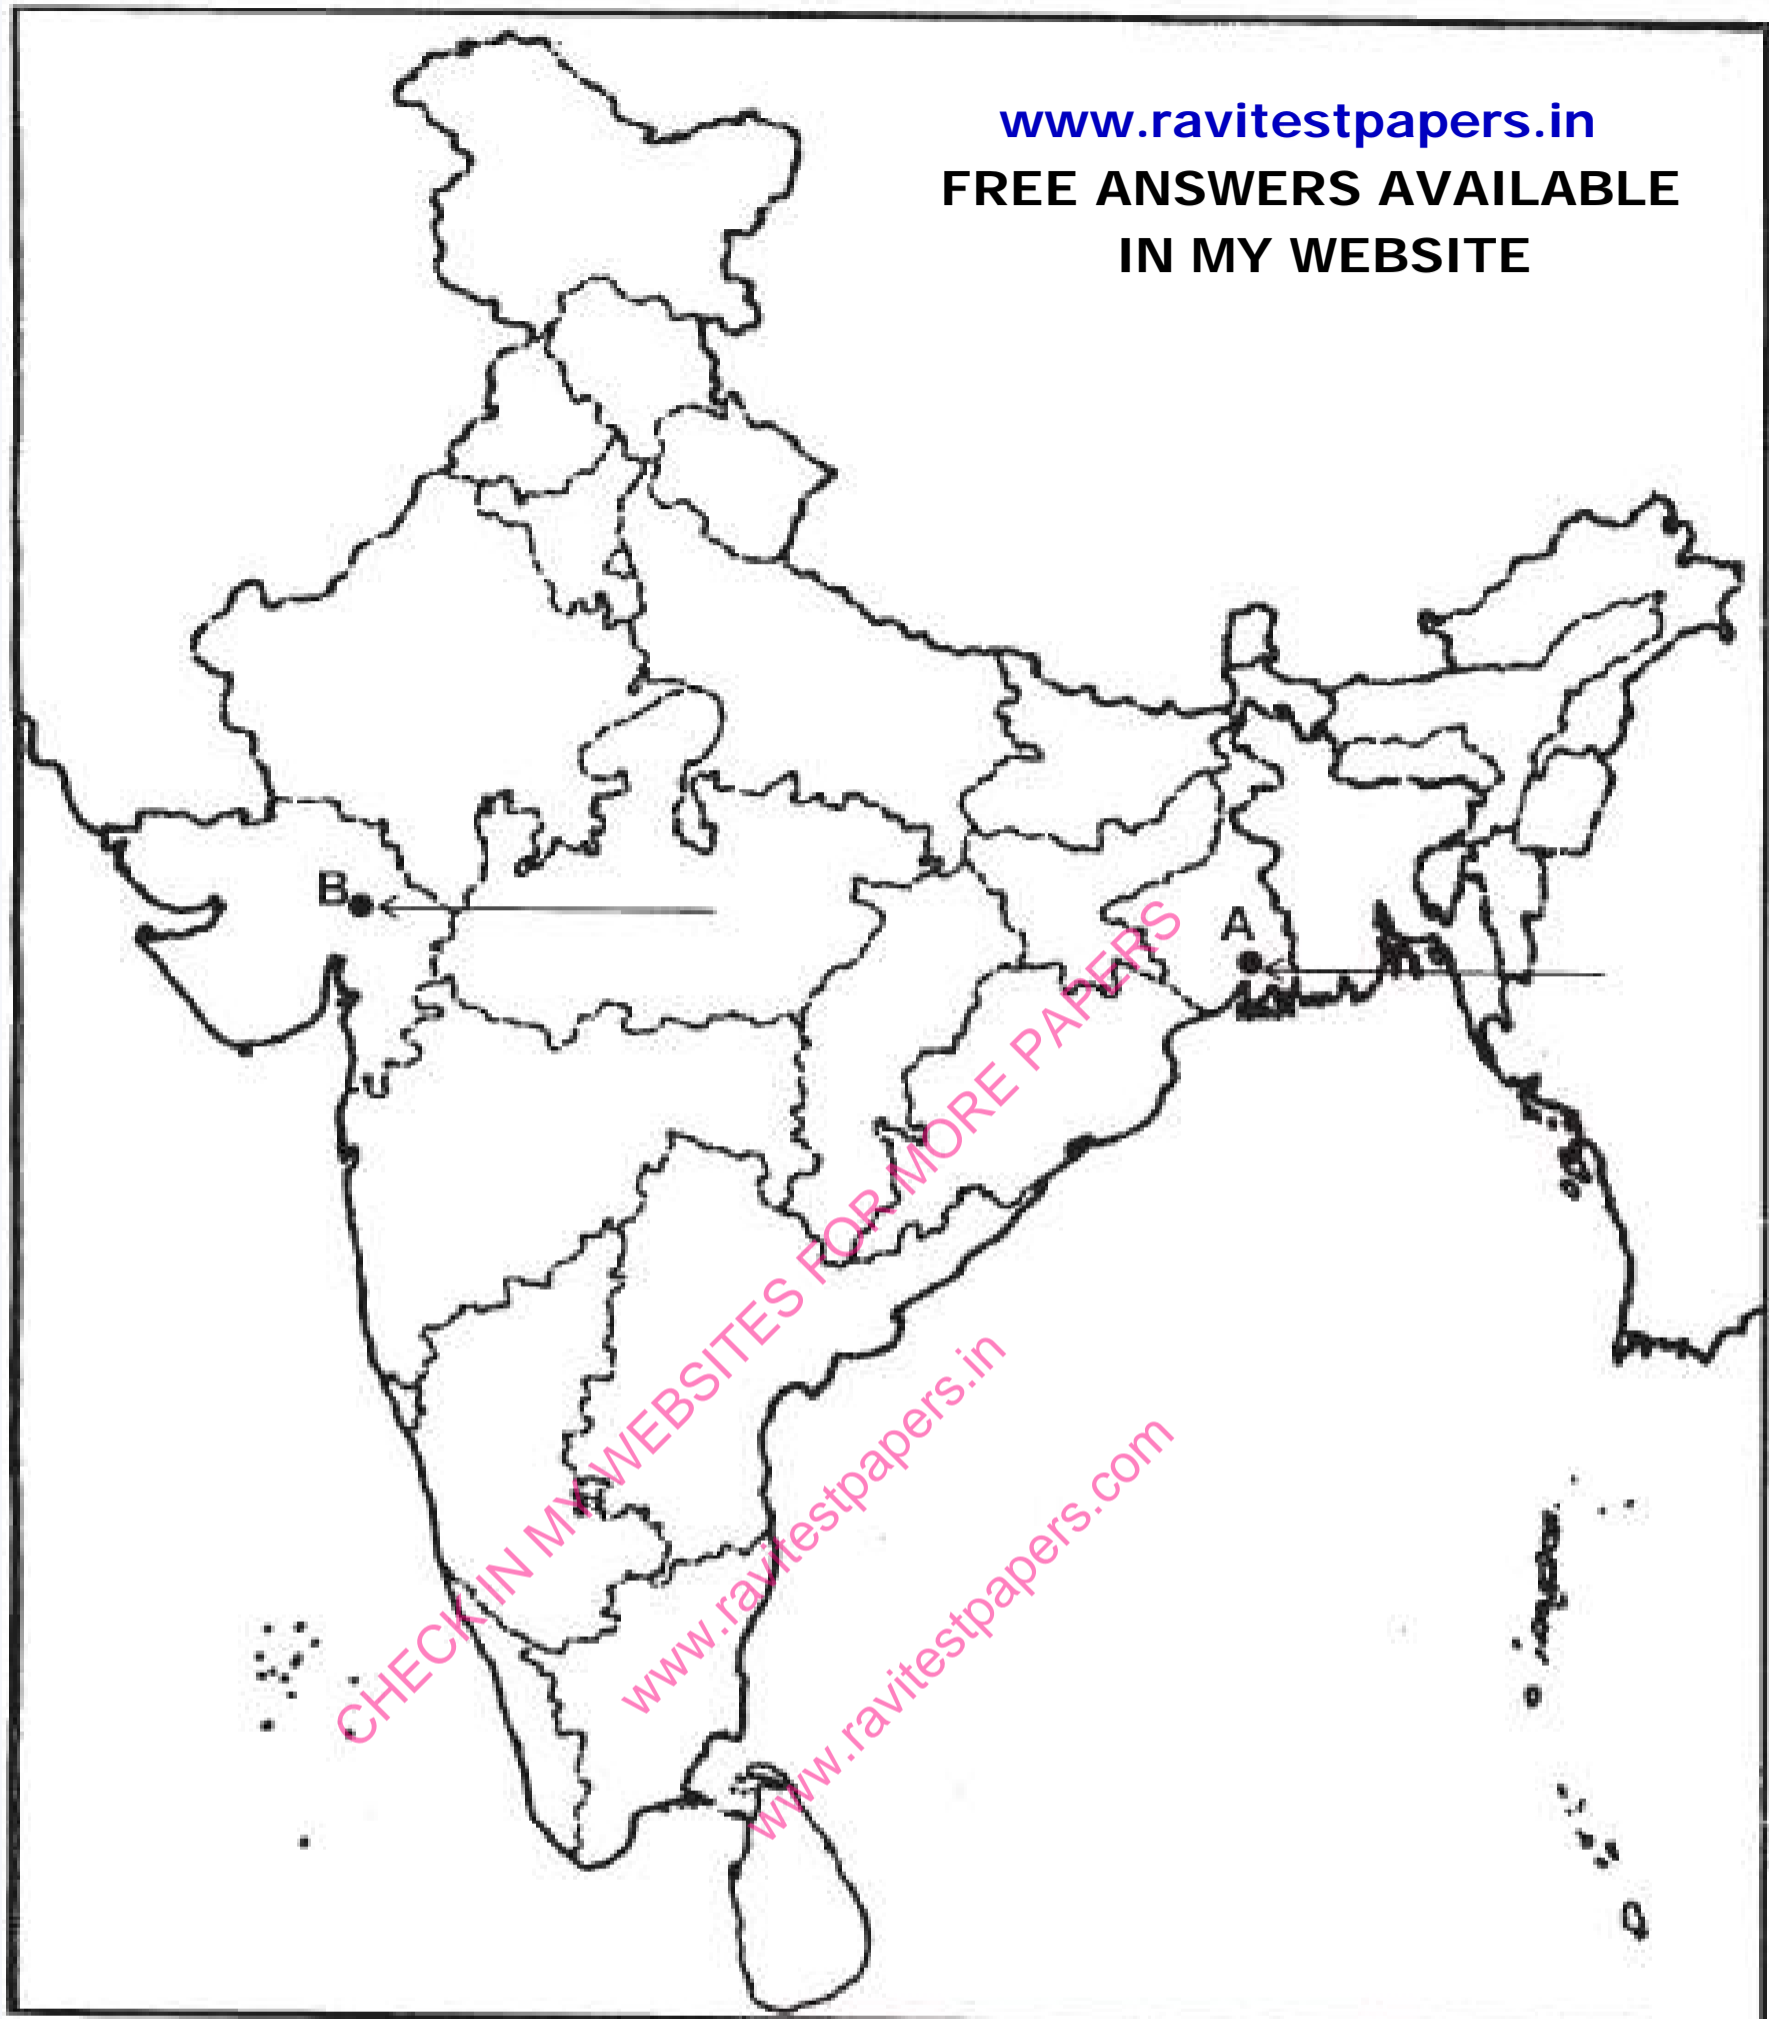 www.ravitestpapers.in
FREE ANSWERS AVAILABLE
IN MY WEBSITE
B
A
CHECK IN MY WEBSITES FOR MORE PAPERS
www.ravitestpapers.in
www.ravitestpapers.com